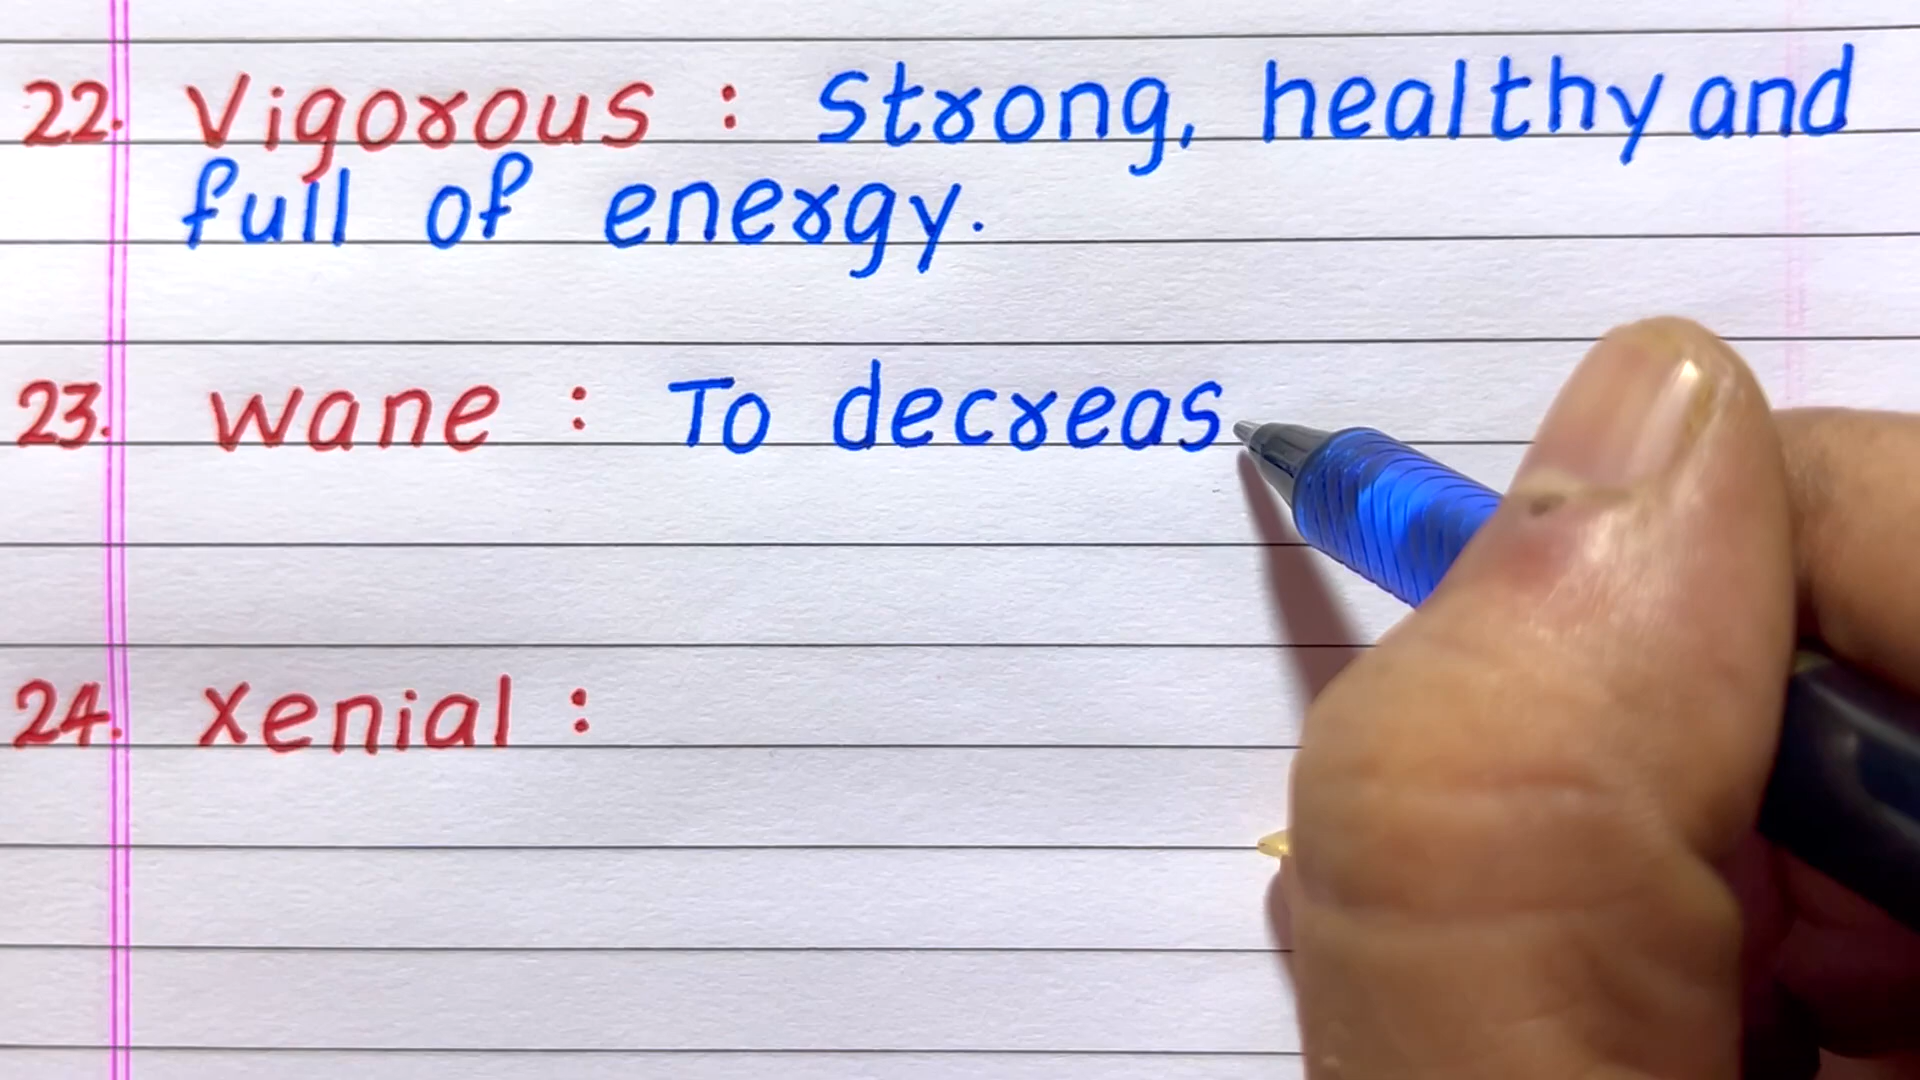 22. Vigorous : Strong, healthy and
full of energy.
23. wane : To decreas
24. xenial :